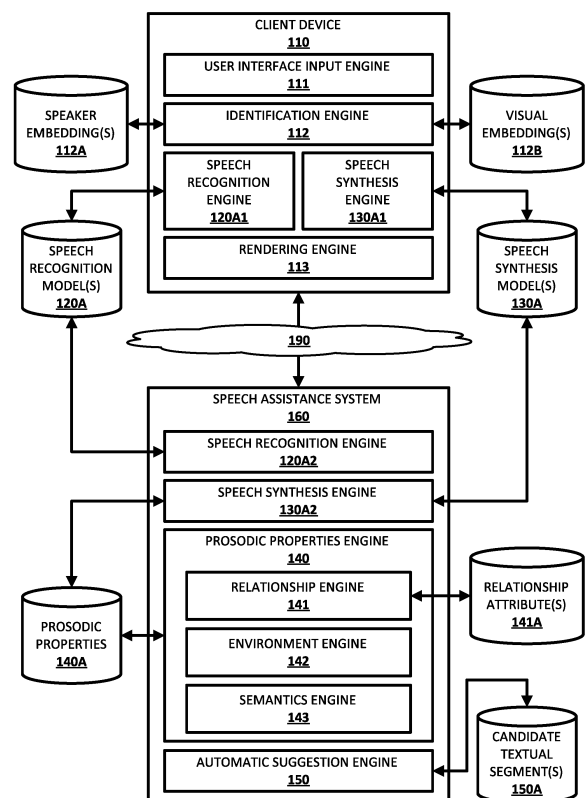 CLIENT DEVICE
110
USER INTERFACE INPUT ENGINE
111
SPEAKER
EMBEDDING(S)
112A
IDENTIFICATION ENGINE
112
VISUAL
EMBEDDING(S)
112B
SPEECH
RECOGNITION
ENGINE
120A1
SPEECH
SYNTHESIS
ENGINE
130A1
SPEECH
RECOGNITION
MODEL(S)
120A
RENDERING ENGINE
113
SPEECH
SYNTHESIS
MODEL(S)
130A
190
SPEECH ASSISTANCE SYSTEM
160
SPEECH RECOGNITION ENGINE
120A2
SPEECH SYNTHESIS ENGINE
130A2
PROSODIC PROPERTIES ENGINE
140
RELATIONSHIP ENGINE
141
RELATIONSHIP
ATTRIBUTE(S)
141A
PROSODIC
PROPERTIES
140A
ENVIRONMENT ENGINE
142
SEMANTICS ENGINE
143
AUTOMATIC SUGGESTION ENGINE
150
CANDIDATE
TEXTUAL
SEGMENT(S)
150A